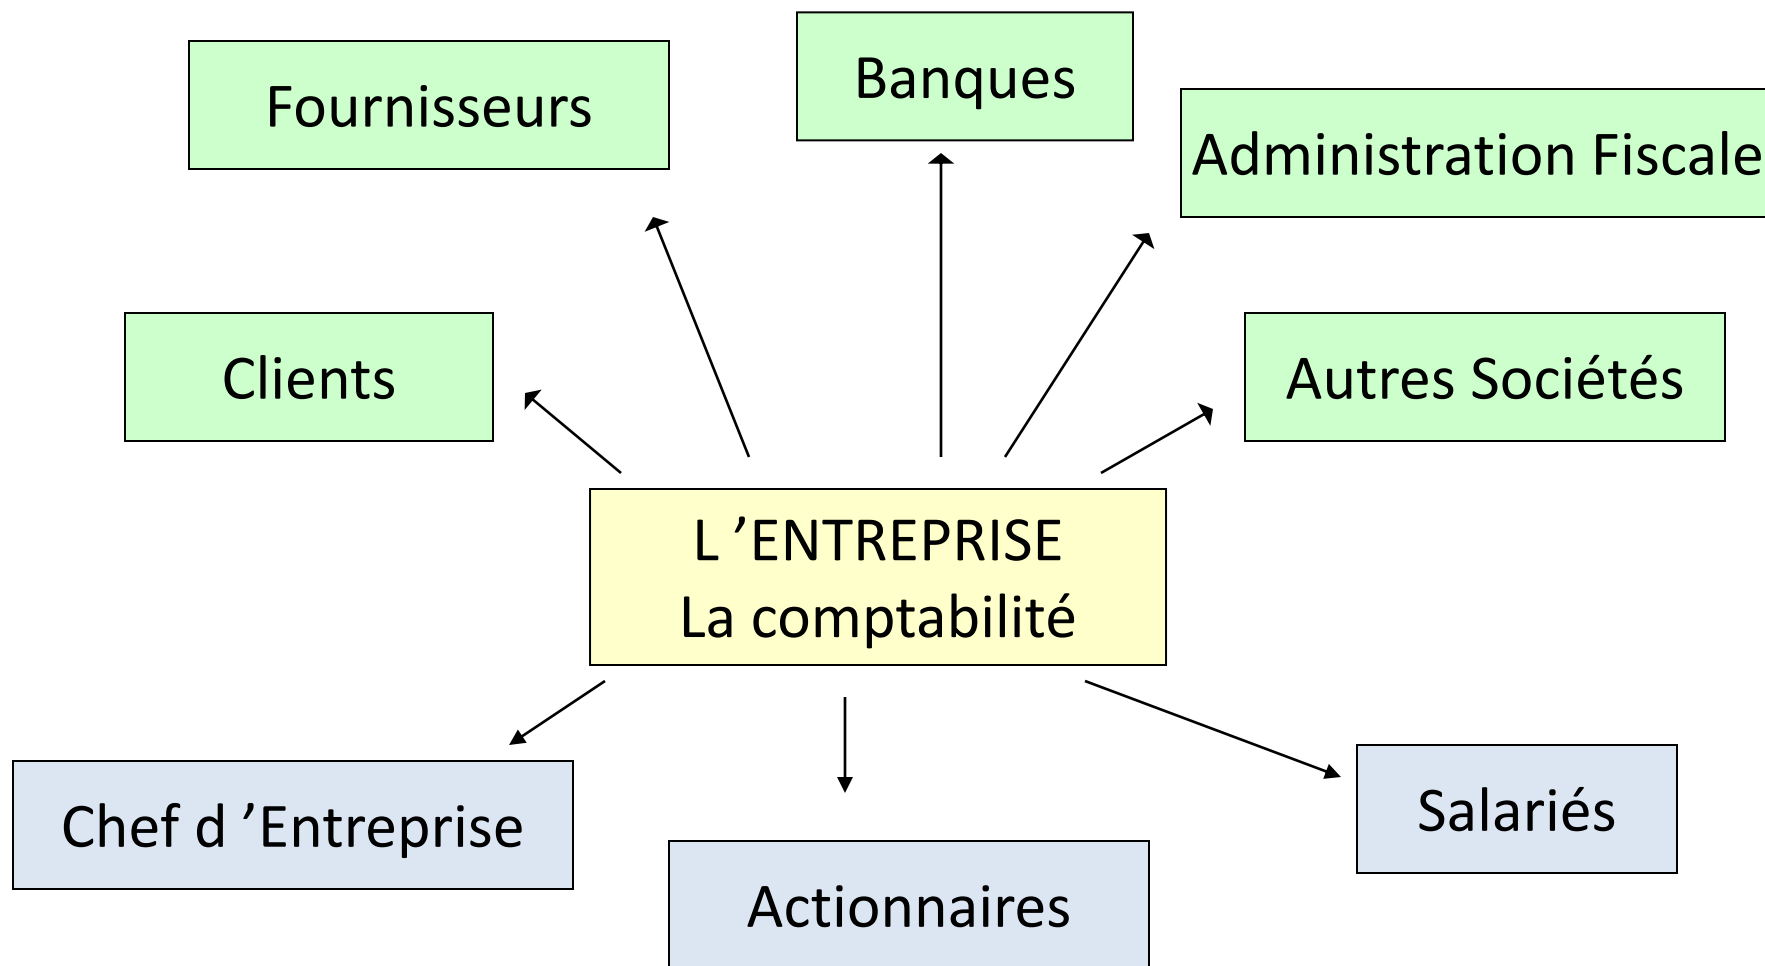 Fournisseurs
Banques
Administration Fiscale
Clients
Autres Sociétés
L ’ENTREPRISE
La comptabilité
Chef d ’Entreprise
Actionnaires
Salariés